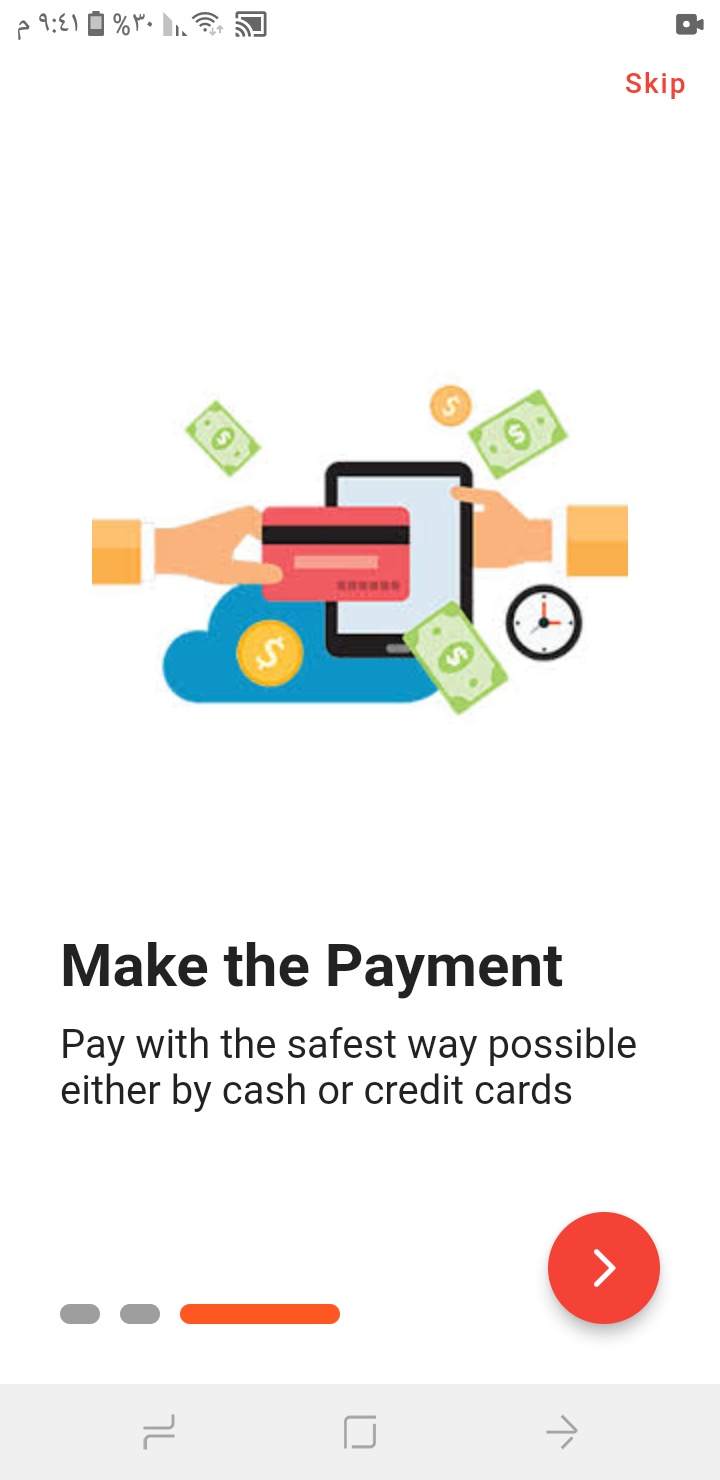 م ٩:٤١ %٣٠
Skip
$
$
$
$
$
Make the Payment
Pay with the safest way possible
either by cash or credit cards